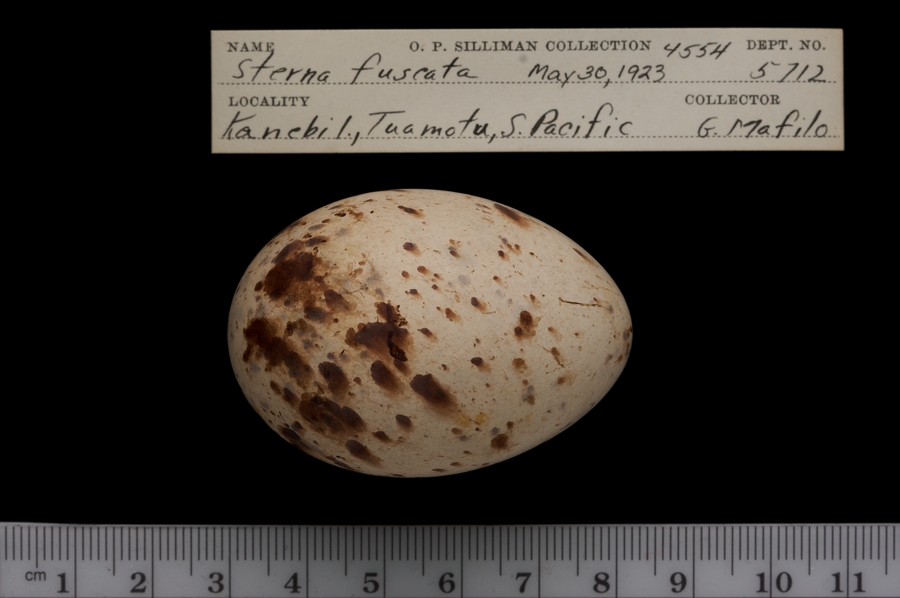 NAME O. P. SILLIMAN COLLECTION 4554 DEPT. NO.
Sterna fuscata May 30, 1923 5712
LOCALITY COLLECTOR
Tuamotu, S. Pacific G. Mafilo
cm 1 2 3 4 5 6 7 8 9 10 11